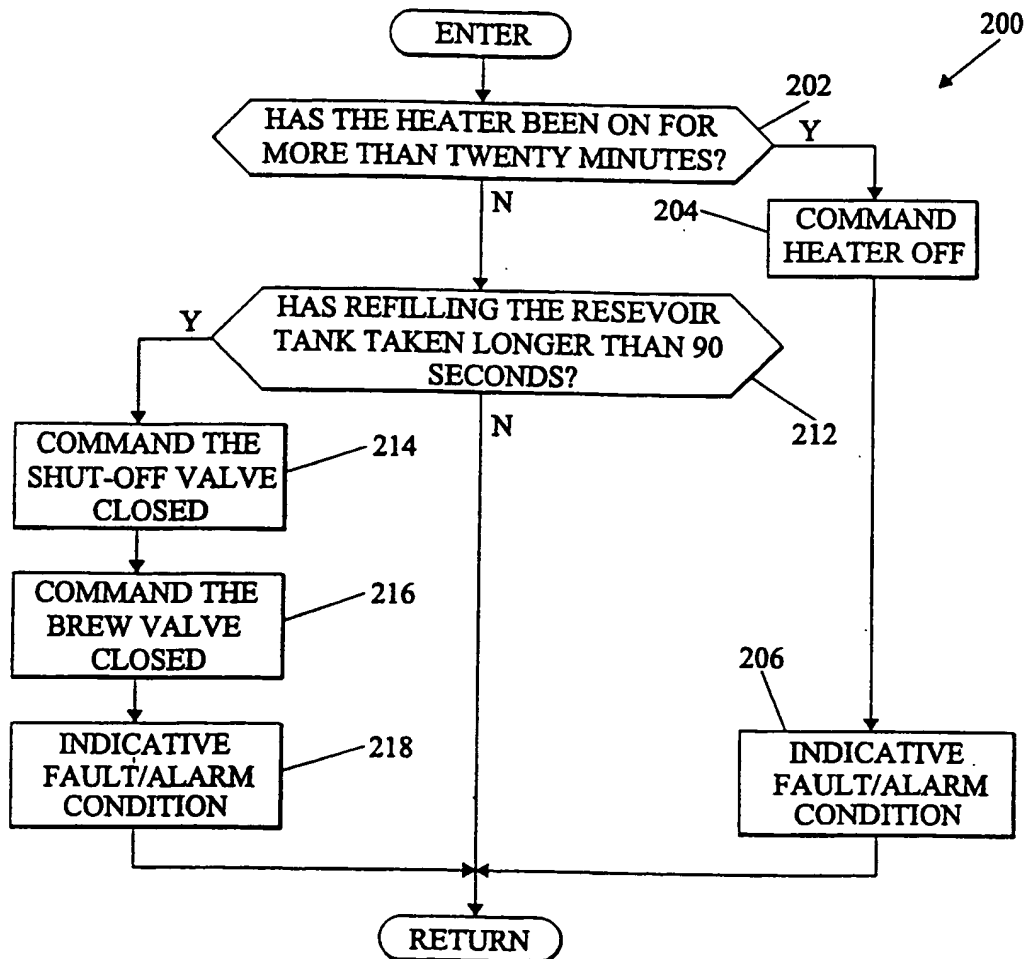 ENTER
200
202
HAS THE HEATER BEEN ON FOR
MORE THAN TWENTY MINUTES?
Y
N
204
COMMAND
HEATER OFF
HAS REFILLING THE RESEVOIR
TANK TAKEN LONGER THAN 90
SECONDS?
Y
N
212
COMMAND THE
SHUT-OFF VALVE
CLOSED
214
COMMAND THE
BREW VALVE
CLOSED
216
INDICATIVE
FAULT/ALARM
CONDITION
218
206
INDICATIVE
FAULT/ALARM
CONDITION
RETURN